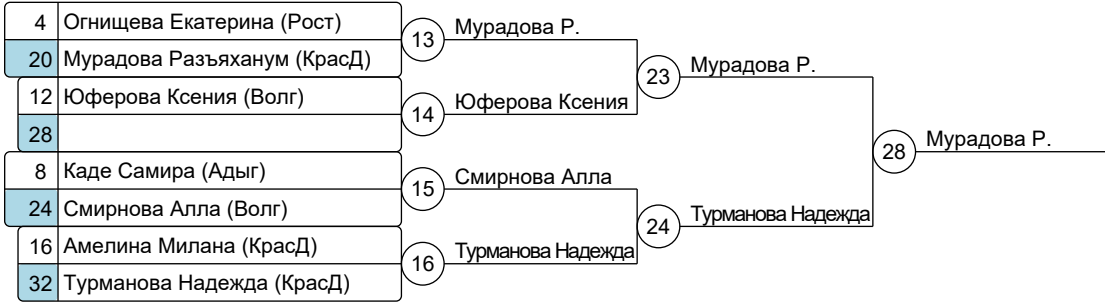 4 Огнищева Екатерина (Рост)
20 Мурадова Разъяханум (КрасД)
12 Юферова Ксения (Волг)
28
8 Каде Самира (Адыг)
24 Смирнова Алла (Волг)
16 Амелина Милана (КрасД)
32 Турманова Надежда (КрасД)
13 Мурадова Р.
14 Юферова Ксения
15 Смирнова Алла
16 Турманова Надежда
23 Мурадова Р.
24 Турманова Надежда
28 Мурадова Р.